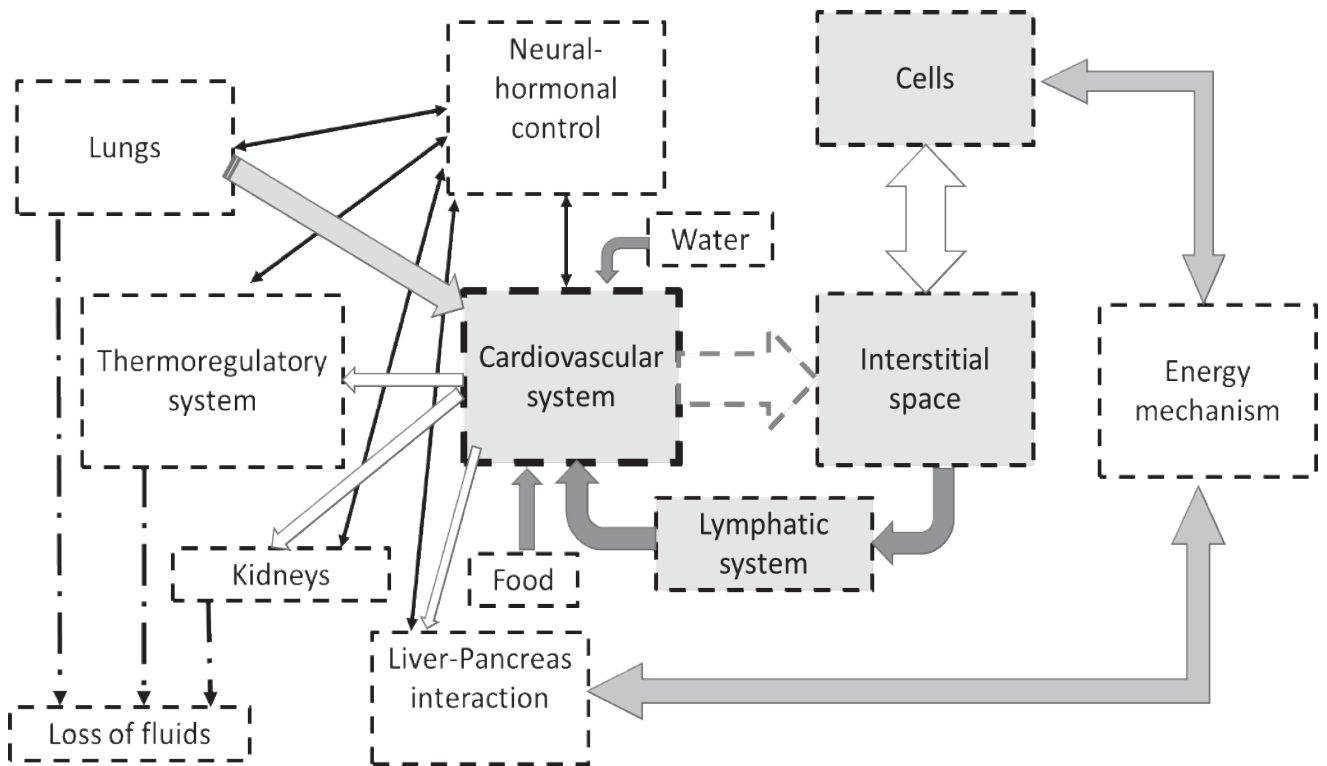 Neural-
hormonal
control
Cells
Lungs
Water
Thermoregulatory
system
Cardiovascular
system
Interstitial
space
Energy
mechanism
Lymphatic
system
Kidneys
Food
Liver-Pancreas
interaction
Loss of fluids